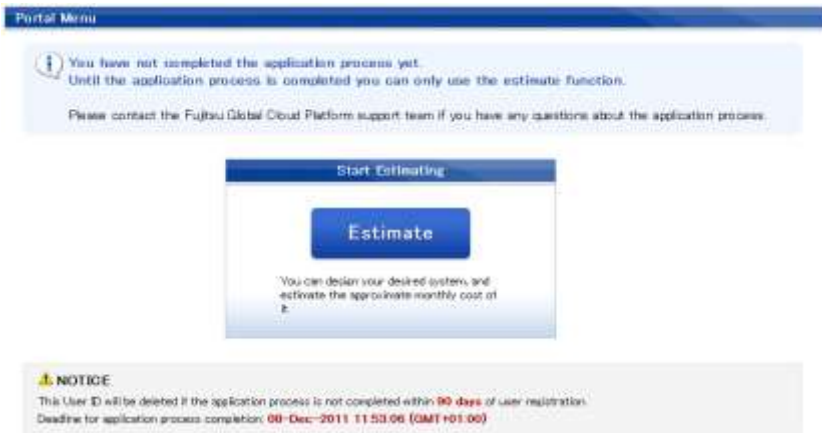 Portal Menu
You have not completed the application process yet.
Until the application process is completed you can only use the estimate function.
Please contact the Fujitsu Global Cloud Platform support team if you have any questions about the application process.
Start Estimating
Estimate
You can design your desired system, and
estimate the approximate monthly cost of
it.
NOTICE
This User ID will be deleted if the application process is not completed within 90 days of user registration.
Deadline for application process completion: -Dec-2011 11:53:06 (GMT+01:00)